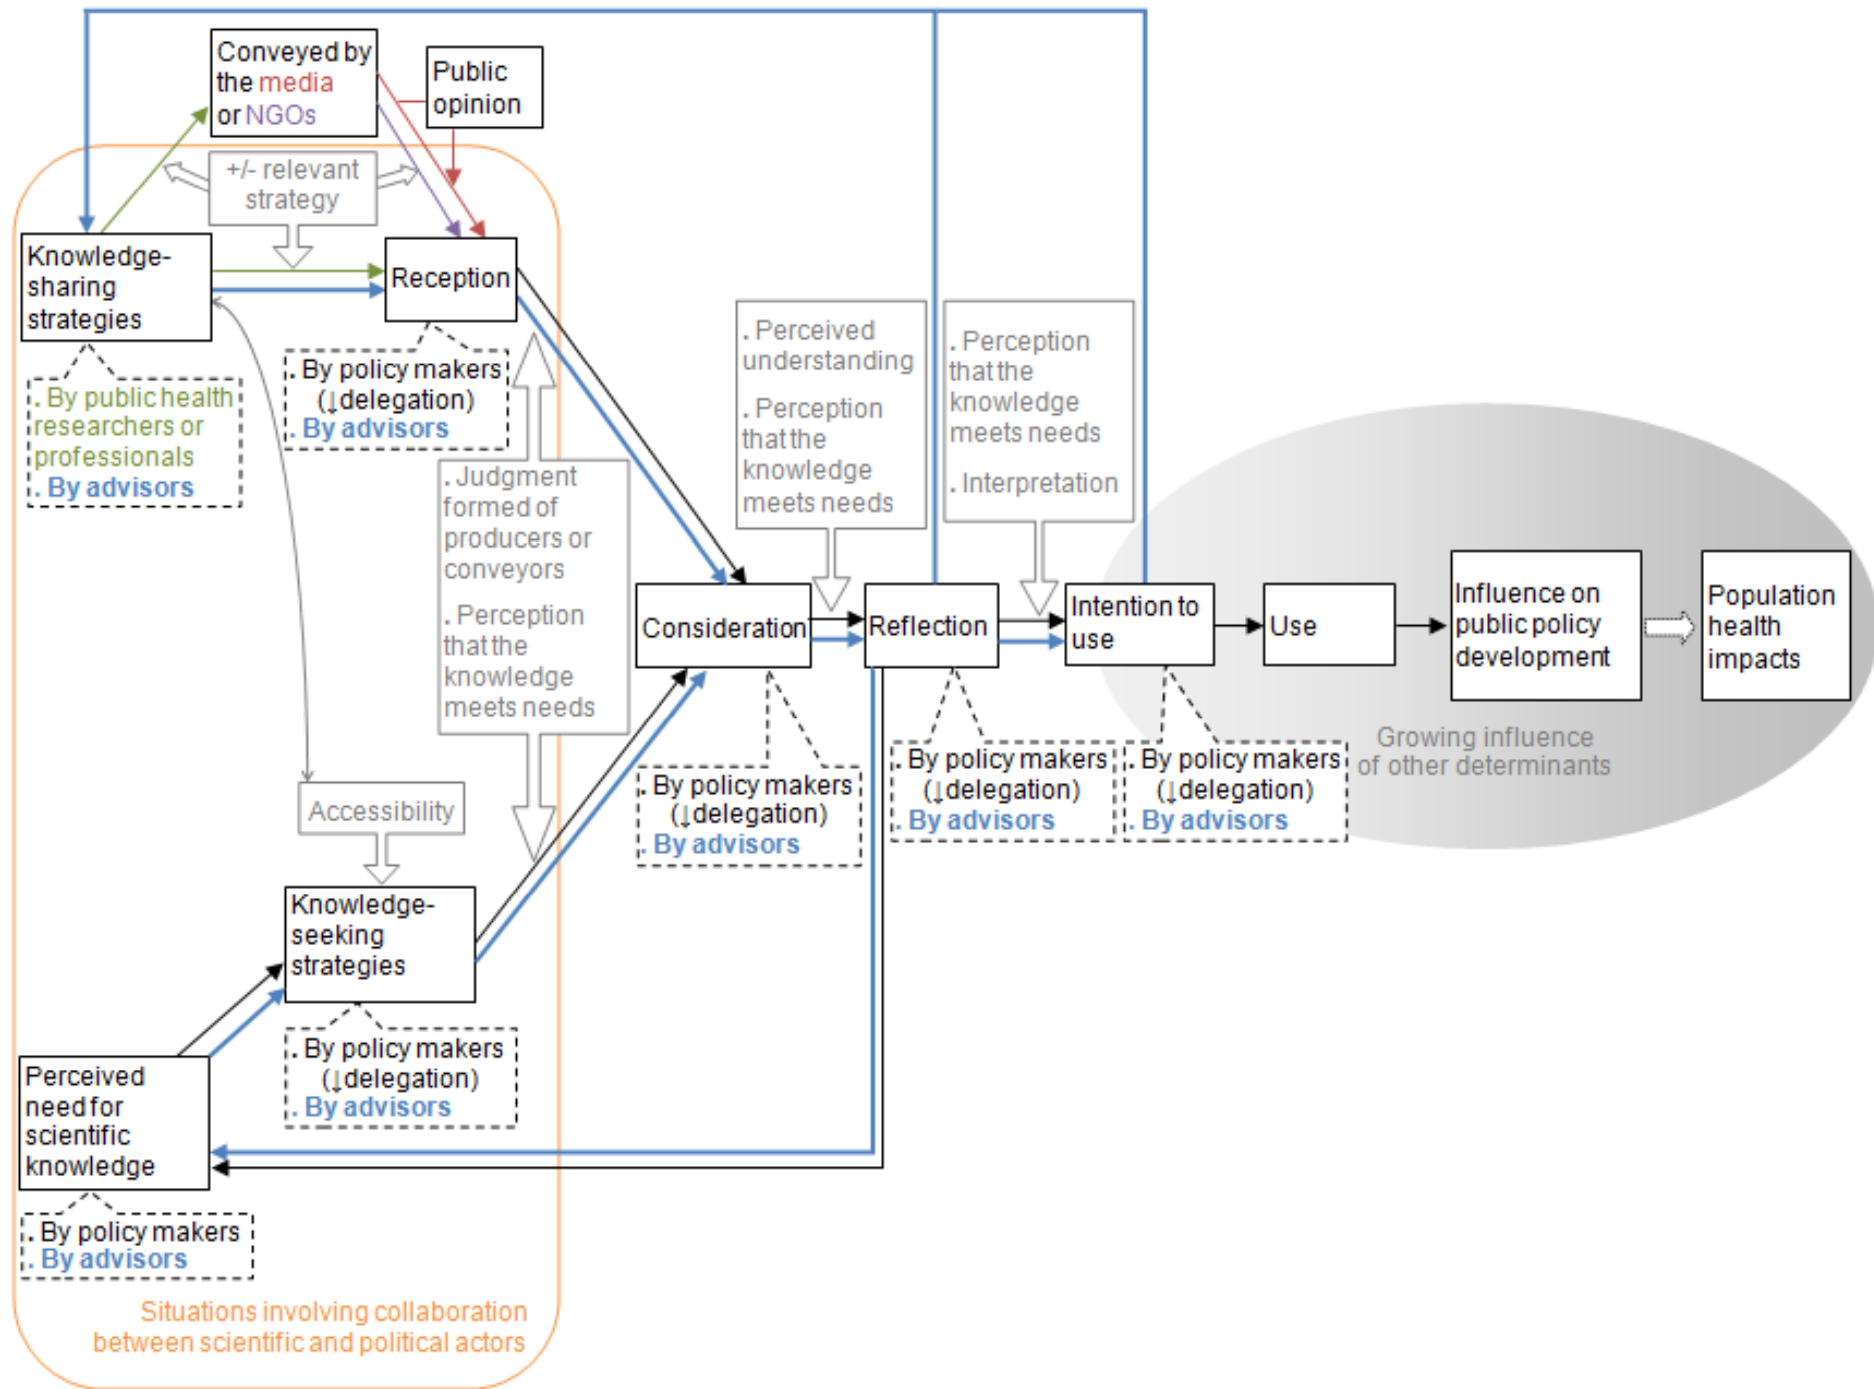 Conveyed by
the media
or NGOs
Public
opinion
+/- relevant
strategy
Knowledge-
sharing
strategies
Reception
. By public health
researchers or
professionals
. By advisors
. By policy makers
(↓delegation)
. By advisors
. Judgment
formed of
producers or
conveyors
. Perception
that the
knowledge
meets needs
. Perceived
understanding
. Perception
that the
knowledge
meets needs
. Perception
that the
knowledge
meets needs
. Interpretation
Consideration
Reflection
Intention to
use
Use
Influence on
public policy
development
Population
health
impacts
. By policy makers
(↓delegation)
. By advisors
. By policy makers
(↓delegation)
. By advisors
. By policy makers
(↓delegation)
. By advisors
Growing influence
of other determinants
Accessibility
Knowledge-
seeking
strategies
. By policy makers
(↓delegation)
. By advisors
Perceived
need for
scientific
knowledge
. By policy makers
. By advisors
Situations involving collaboration
between scientific and political actors